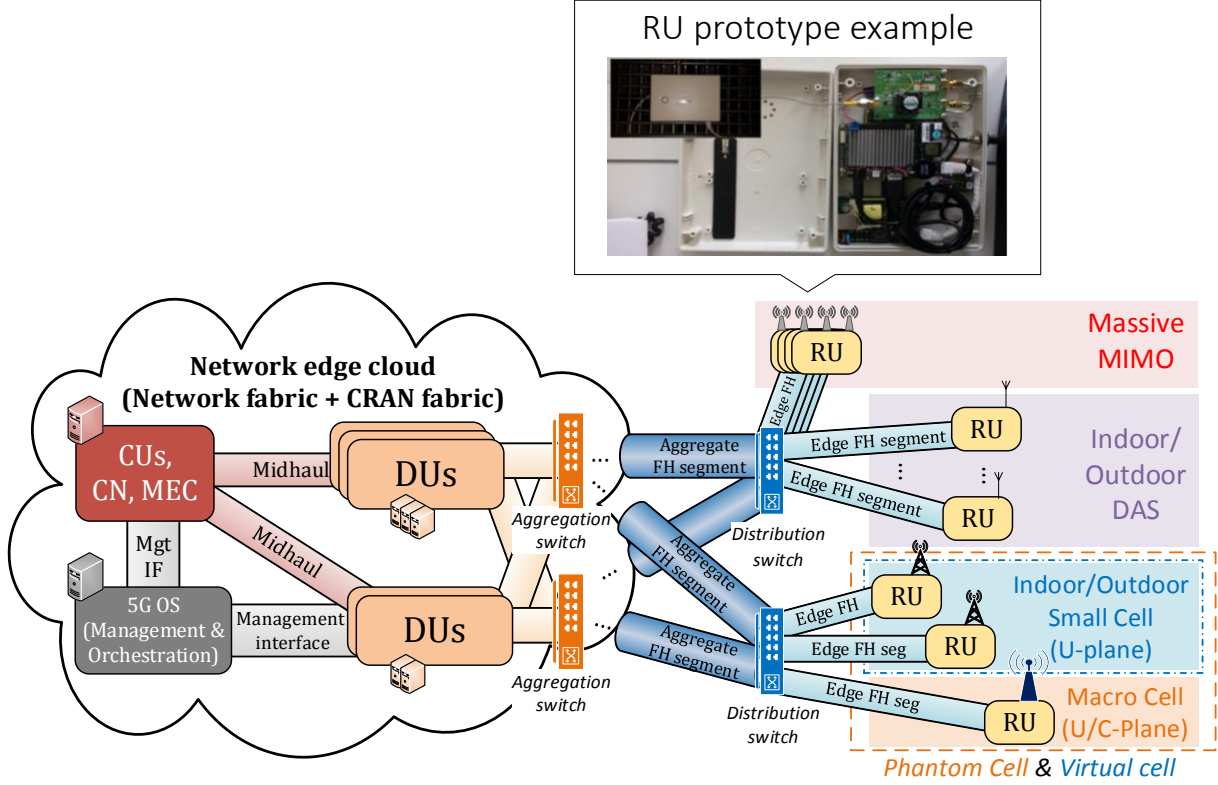 RU prototype example
Massive
MIMO
RU
Edge FH
Network edge cloud
(Network fabric + CRAN fabric)
CUs,
CN, MEC
Midhaul
DUs
...
Aggregate
FH segment
Edge FH segment
RU
Indoor/
Outdoor
DAS
... ...
Edge FH segment
RU
Aggregation
switch
Distribution
switch
Mgt
IF
Midhaul
Aggregate
FH segment
...
5G OS
(Management &
Orchestration)
Management
interface
DUs
...
Aggregate
FH segment
Aggregation
switch
Edge FH
RU
Indoor/Outdoor
Small Cell
(U-plane)
Edge FH seg
RU
Edge FH seg
RU
Macro Cell
(U/C-Plane)
Distribution
switch
Phantom Cell & Virtual cell